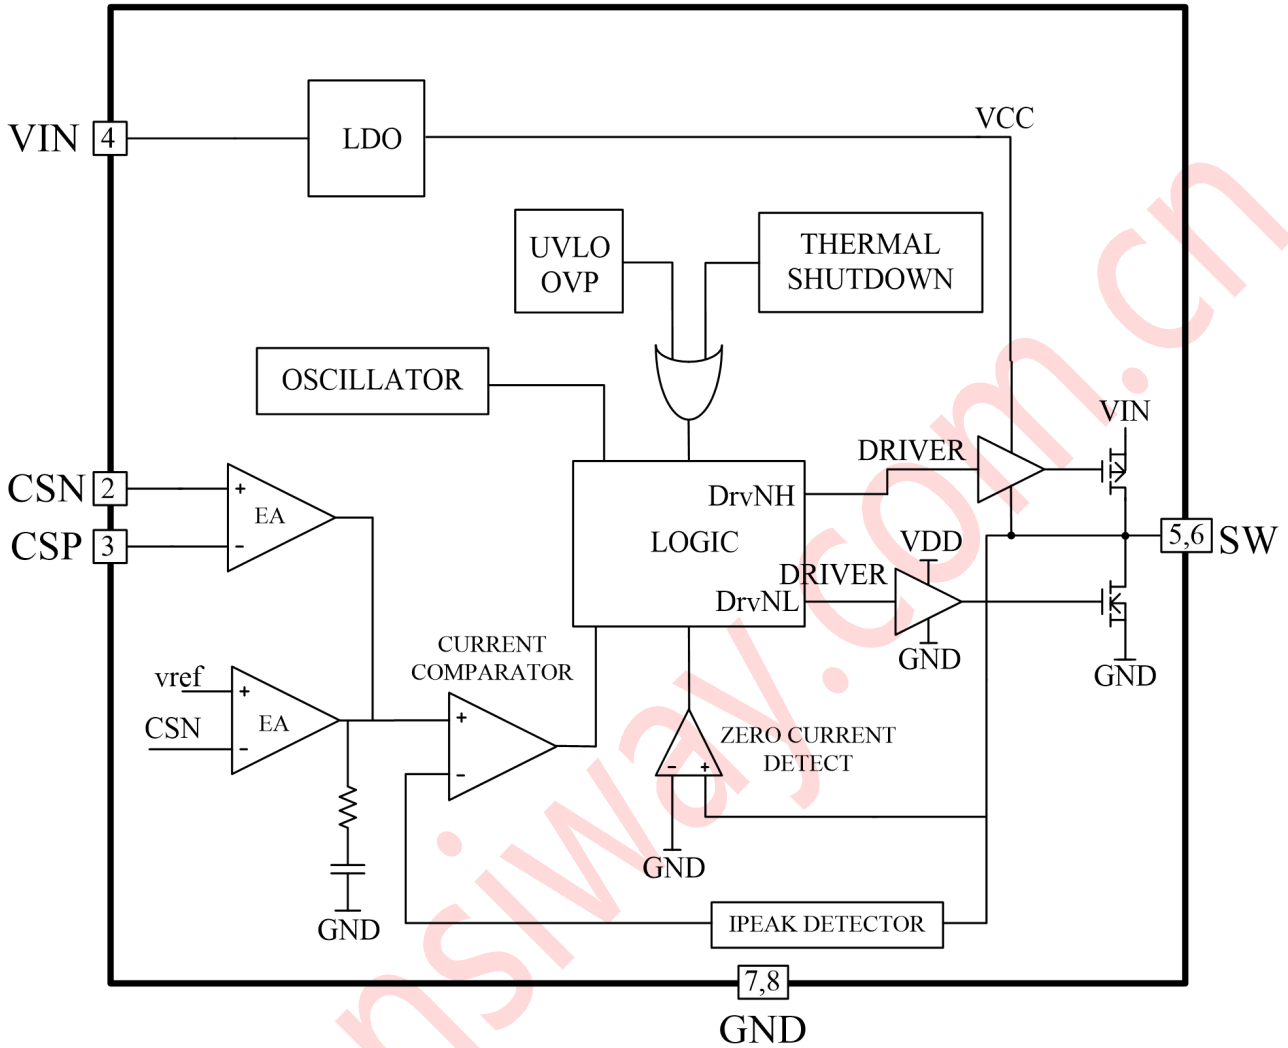 VCC
VIN 4
LDO
UVLO
OVP
THERMAL
SHUTDOWN
OSCILLATOR
VIN
DRIVER
CSN 2
+
EA
-
CSP 3
DrvNH
LOGIC
5,6 SW
VDD
DRIVER
DrvNL
GND
GND
CURRENT
COMPARATOR
vref
+
EA
CSN
-
+
-
ZERO CURRENT
DETECT
- +
GND
GND
IPEAK DETECTOR
7,8
GND
nsiway.com.cn